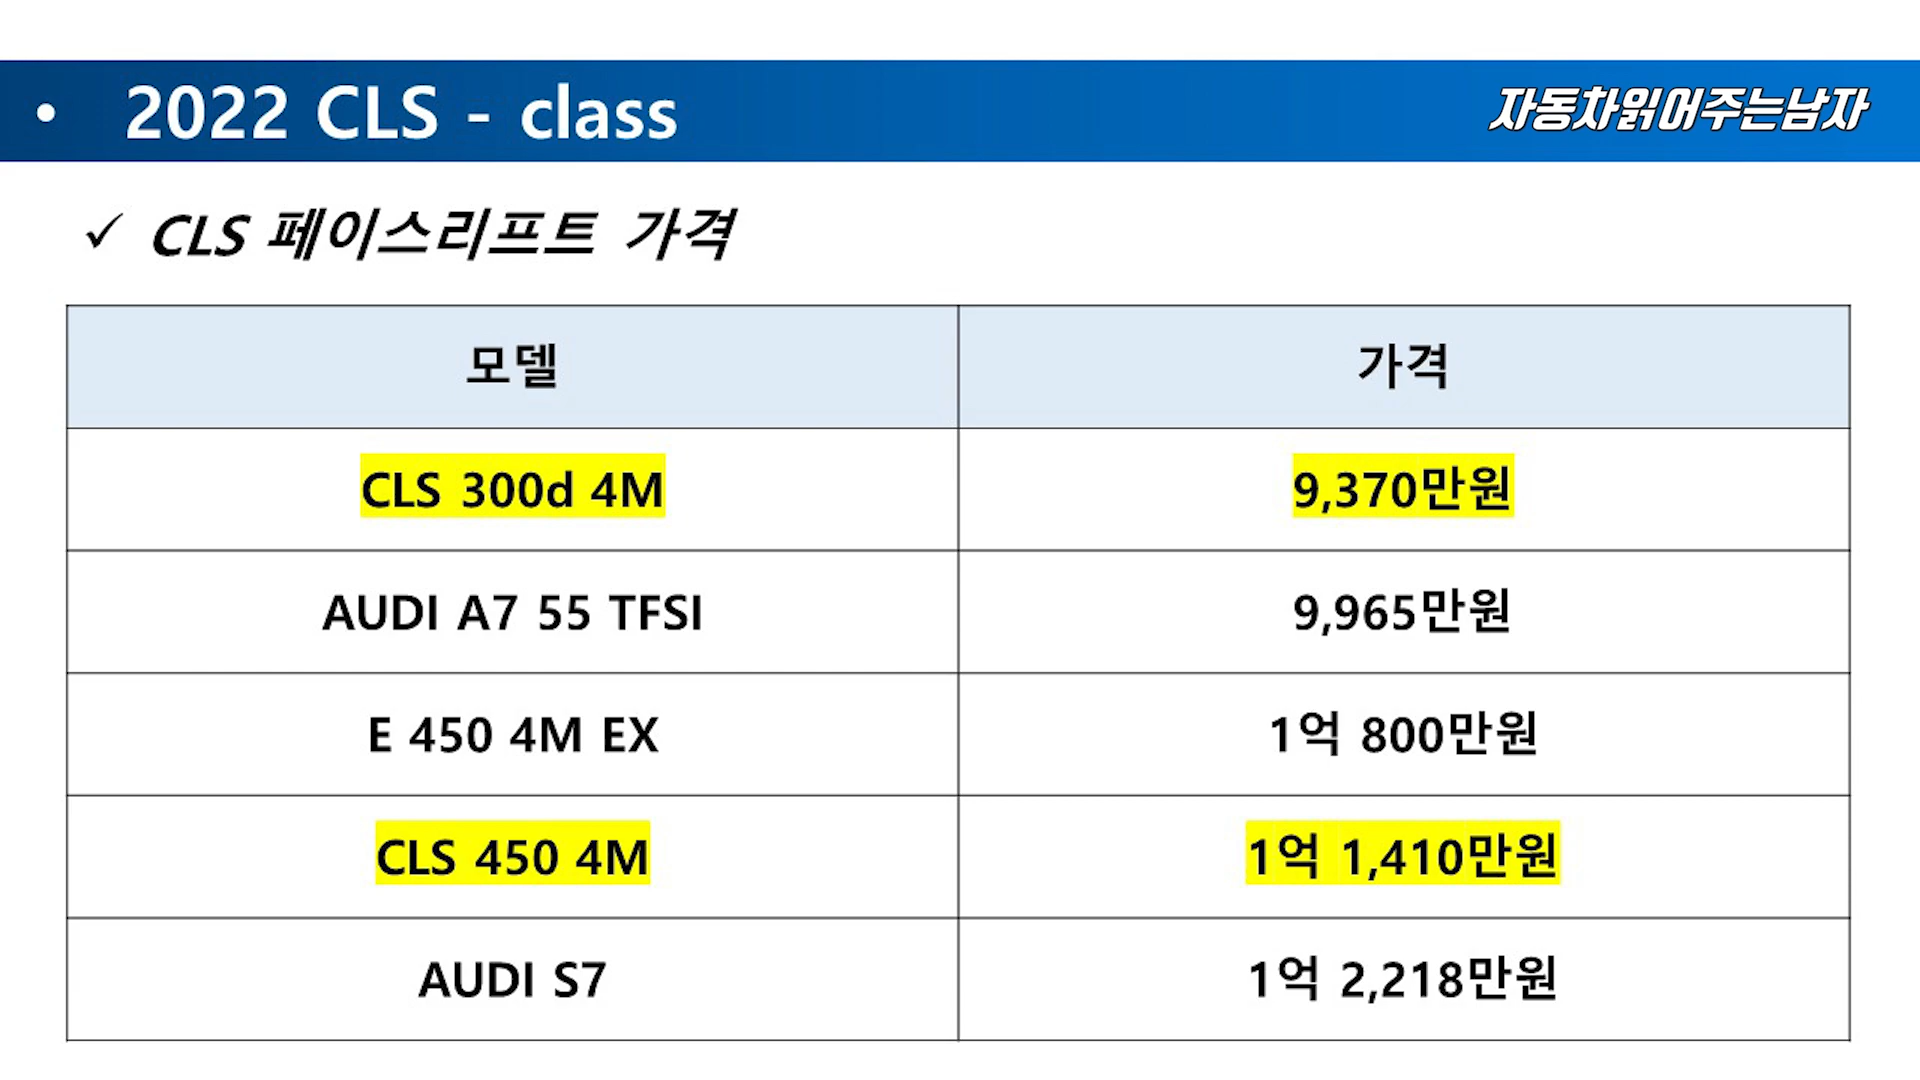 • 2022 CLS - class
자동차읽어주는남자
✓ CLS 페이스리프트 가격
모델 가격
CLS 300d 4M 9,370만원
AUDI A7 55 TFSI 9,965만원
E 450 4M EX 1억 800만원
CLS 450 4M 1억 1,410만원
AUDI S7 1억 2,218만원